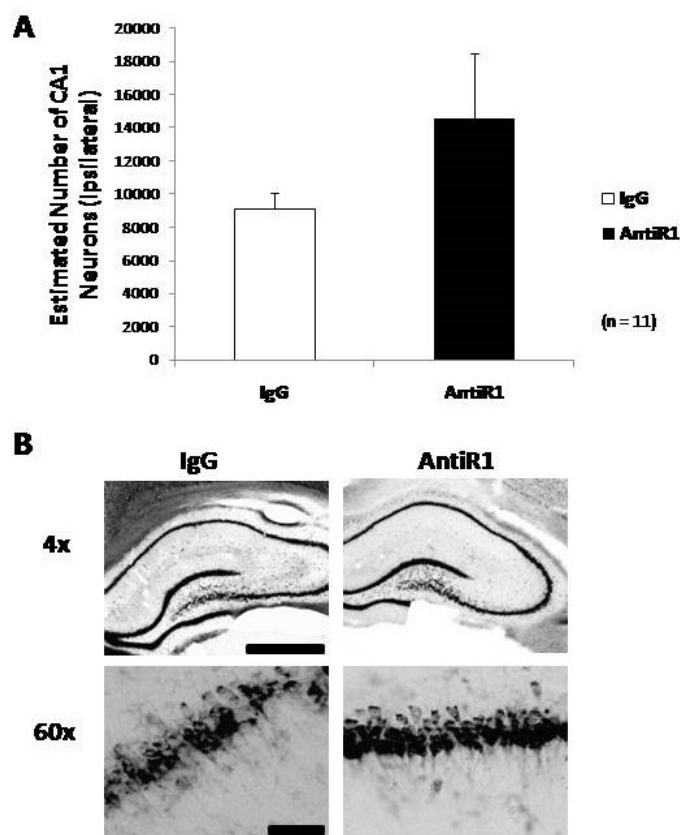 A
Estimated Number of CA1
Neurons (Ipsilateral)
20000
18000
16000
14000
12000
10000
8000
6000
4000
2000
0
IgG
AntiR1
IgG
AntiR1
(n = 11)
B
IgG
AntiR1
4x
60x